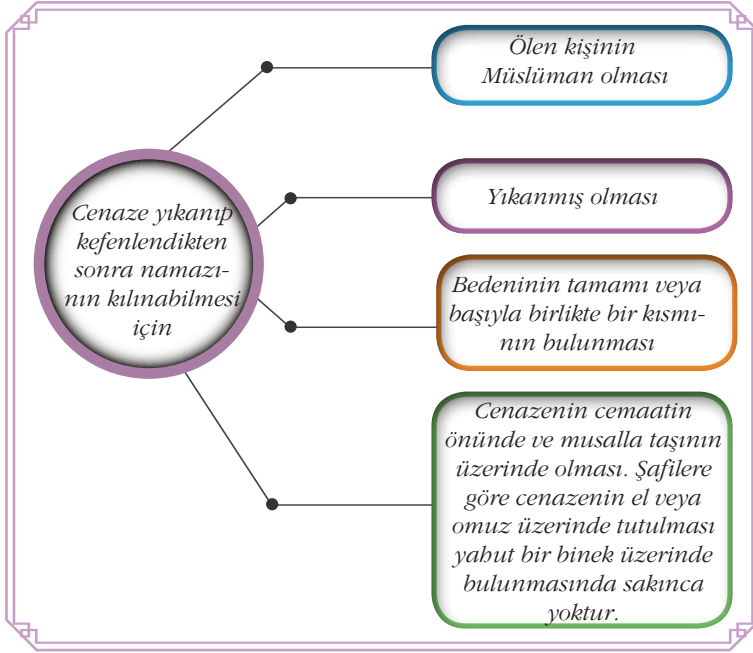 Cenaze yıkanıp
kefenlendikten
sonra namazı-
nın kılınabilmesi
için
Ölen kişinin
Müslüman olması
Yıkanmış olması
Bedeninin tamamı veya
başıyla birlikte bir kısmı-
nın bulunması
Cenazenin cemaatin
önünde ve musalla taşının
üzerinde olması. Şafilere
göre cenazenin el veya
omuz üzerinde tutulması
yahut bir binek üzerinde
bulunmasında sakınca
yoktur.